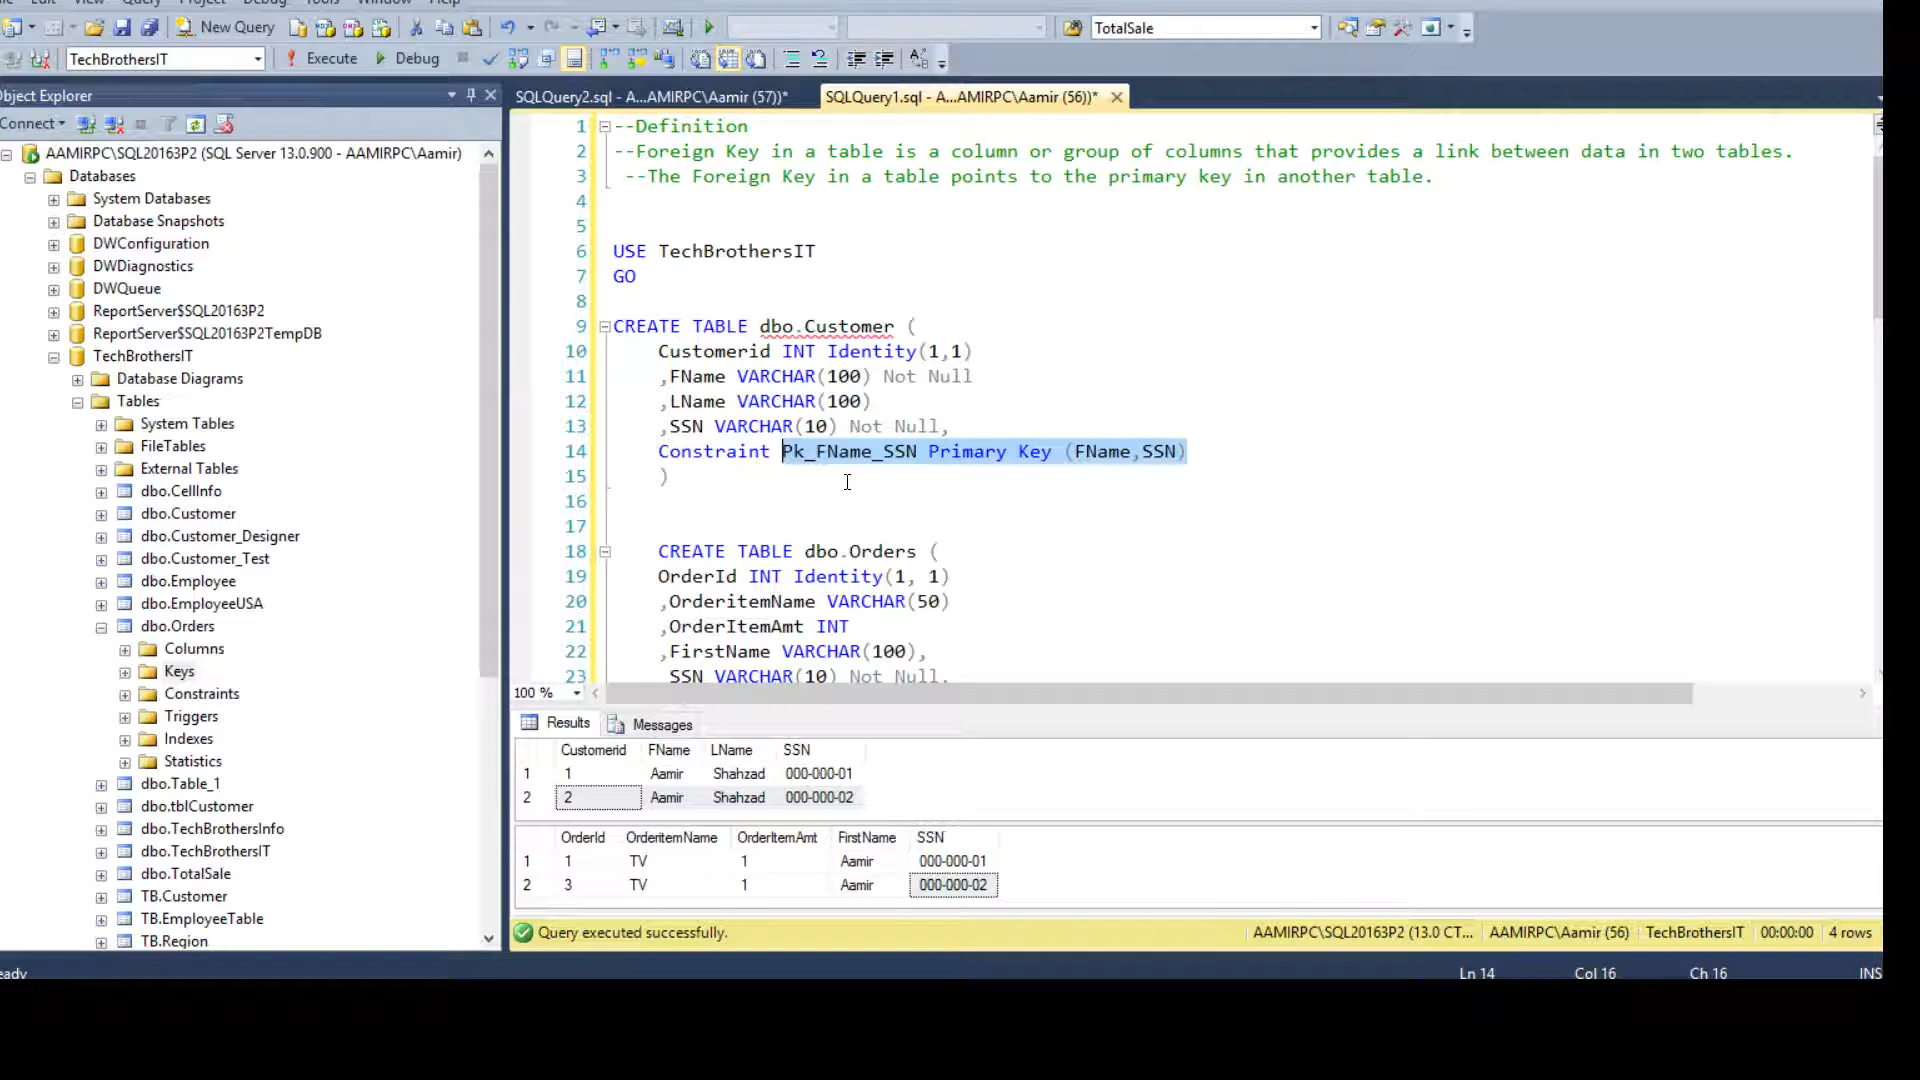 Edit View Query Project Debug Tools Window Help
New Query
TotalSale
TechBrothersIT
Execute
Debug
Object Explorer
Connect
AAMIRPC\SQL20163P2 (SQL Server 13.0.900 - AAMIRPC\Aamir)
Databases
System Databases
Database Snapshots
DWConfiguration
DWDiagnostics
DWQueue
ReportServer$SQL20163P2
ReportServer$SQL20163P2TempDB
TechBrothersIT
Database Diagrams
Tables
System Tables
FileTables
External Tables
dbo.CellInfo
dbo.Customer
dbo.Customer_Designer
dbo.Customer_Test
dbo.Employee
dbo.EmployeeUSA
dbo.Orders
Columns
Keys
Constraints
Triggers
Indexes
Statistics
dbo.Table_1
dbo.tblCustomer
dbo.TechBrothersInfo
dbo.TechBrothersIT
dbo.TotalSale
TB.Customer
TB.EmployeeTable
TB.Region
SQLQuery2.sql - A...AMIRPC\Aamir (57))*
SQLQuery1.sql - A...AMIRPC\Aamir (56))*
1 --Definition
2 --Foreign Key in a table is a column or group of columns that provides a link between data in two tables.
3 --The Foreign Key in a table points to the primary key in another table.
4
5
6 USE TechBrothersIT
7 GO
8
9 CREATE TABLE dbo.Customer (
10 Customerid INT Identity(1,1)
11 ,FName VARCHAR(100) Not Null
12 ,LName VARCHAR(100)
13 ,SSN VARCHAR(10) Not Null,
14 Constraint Pk_FName_SSN Primary Key (FName,SSN)
15 )
16
17
18 CREATE TABLE dbo.Orders (
19 OrderId INT Identity(1, 1)
20 ,OrderitemName VARCHAR(50)
21 ,OrderItemAmt INT
22 ,FirstName VARCHAR(100),
23 SSN VARCHAR(10) Not Null,
100 %
Results
Messages
Customerid FName LName SSN
1 1 Aamir Shahzad 000-000-01
2 2 Aamir Shahzad 000-000-02
OrderId OrderitemName OrderItemAmt FirstName SSN
1 1 TV 1 Aamir 000-000-01
2 3 TV 1 Aamir 000-000-02
Query executed successfully.
AAMIRPC\SQL20163P2 (13.0 CT...
AAMIRPC\Aamir (56)
TechBrothersIT
00:00:00
4 rows
eady
Ln 14
Col 16
Ch 16
INS